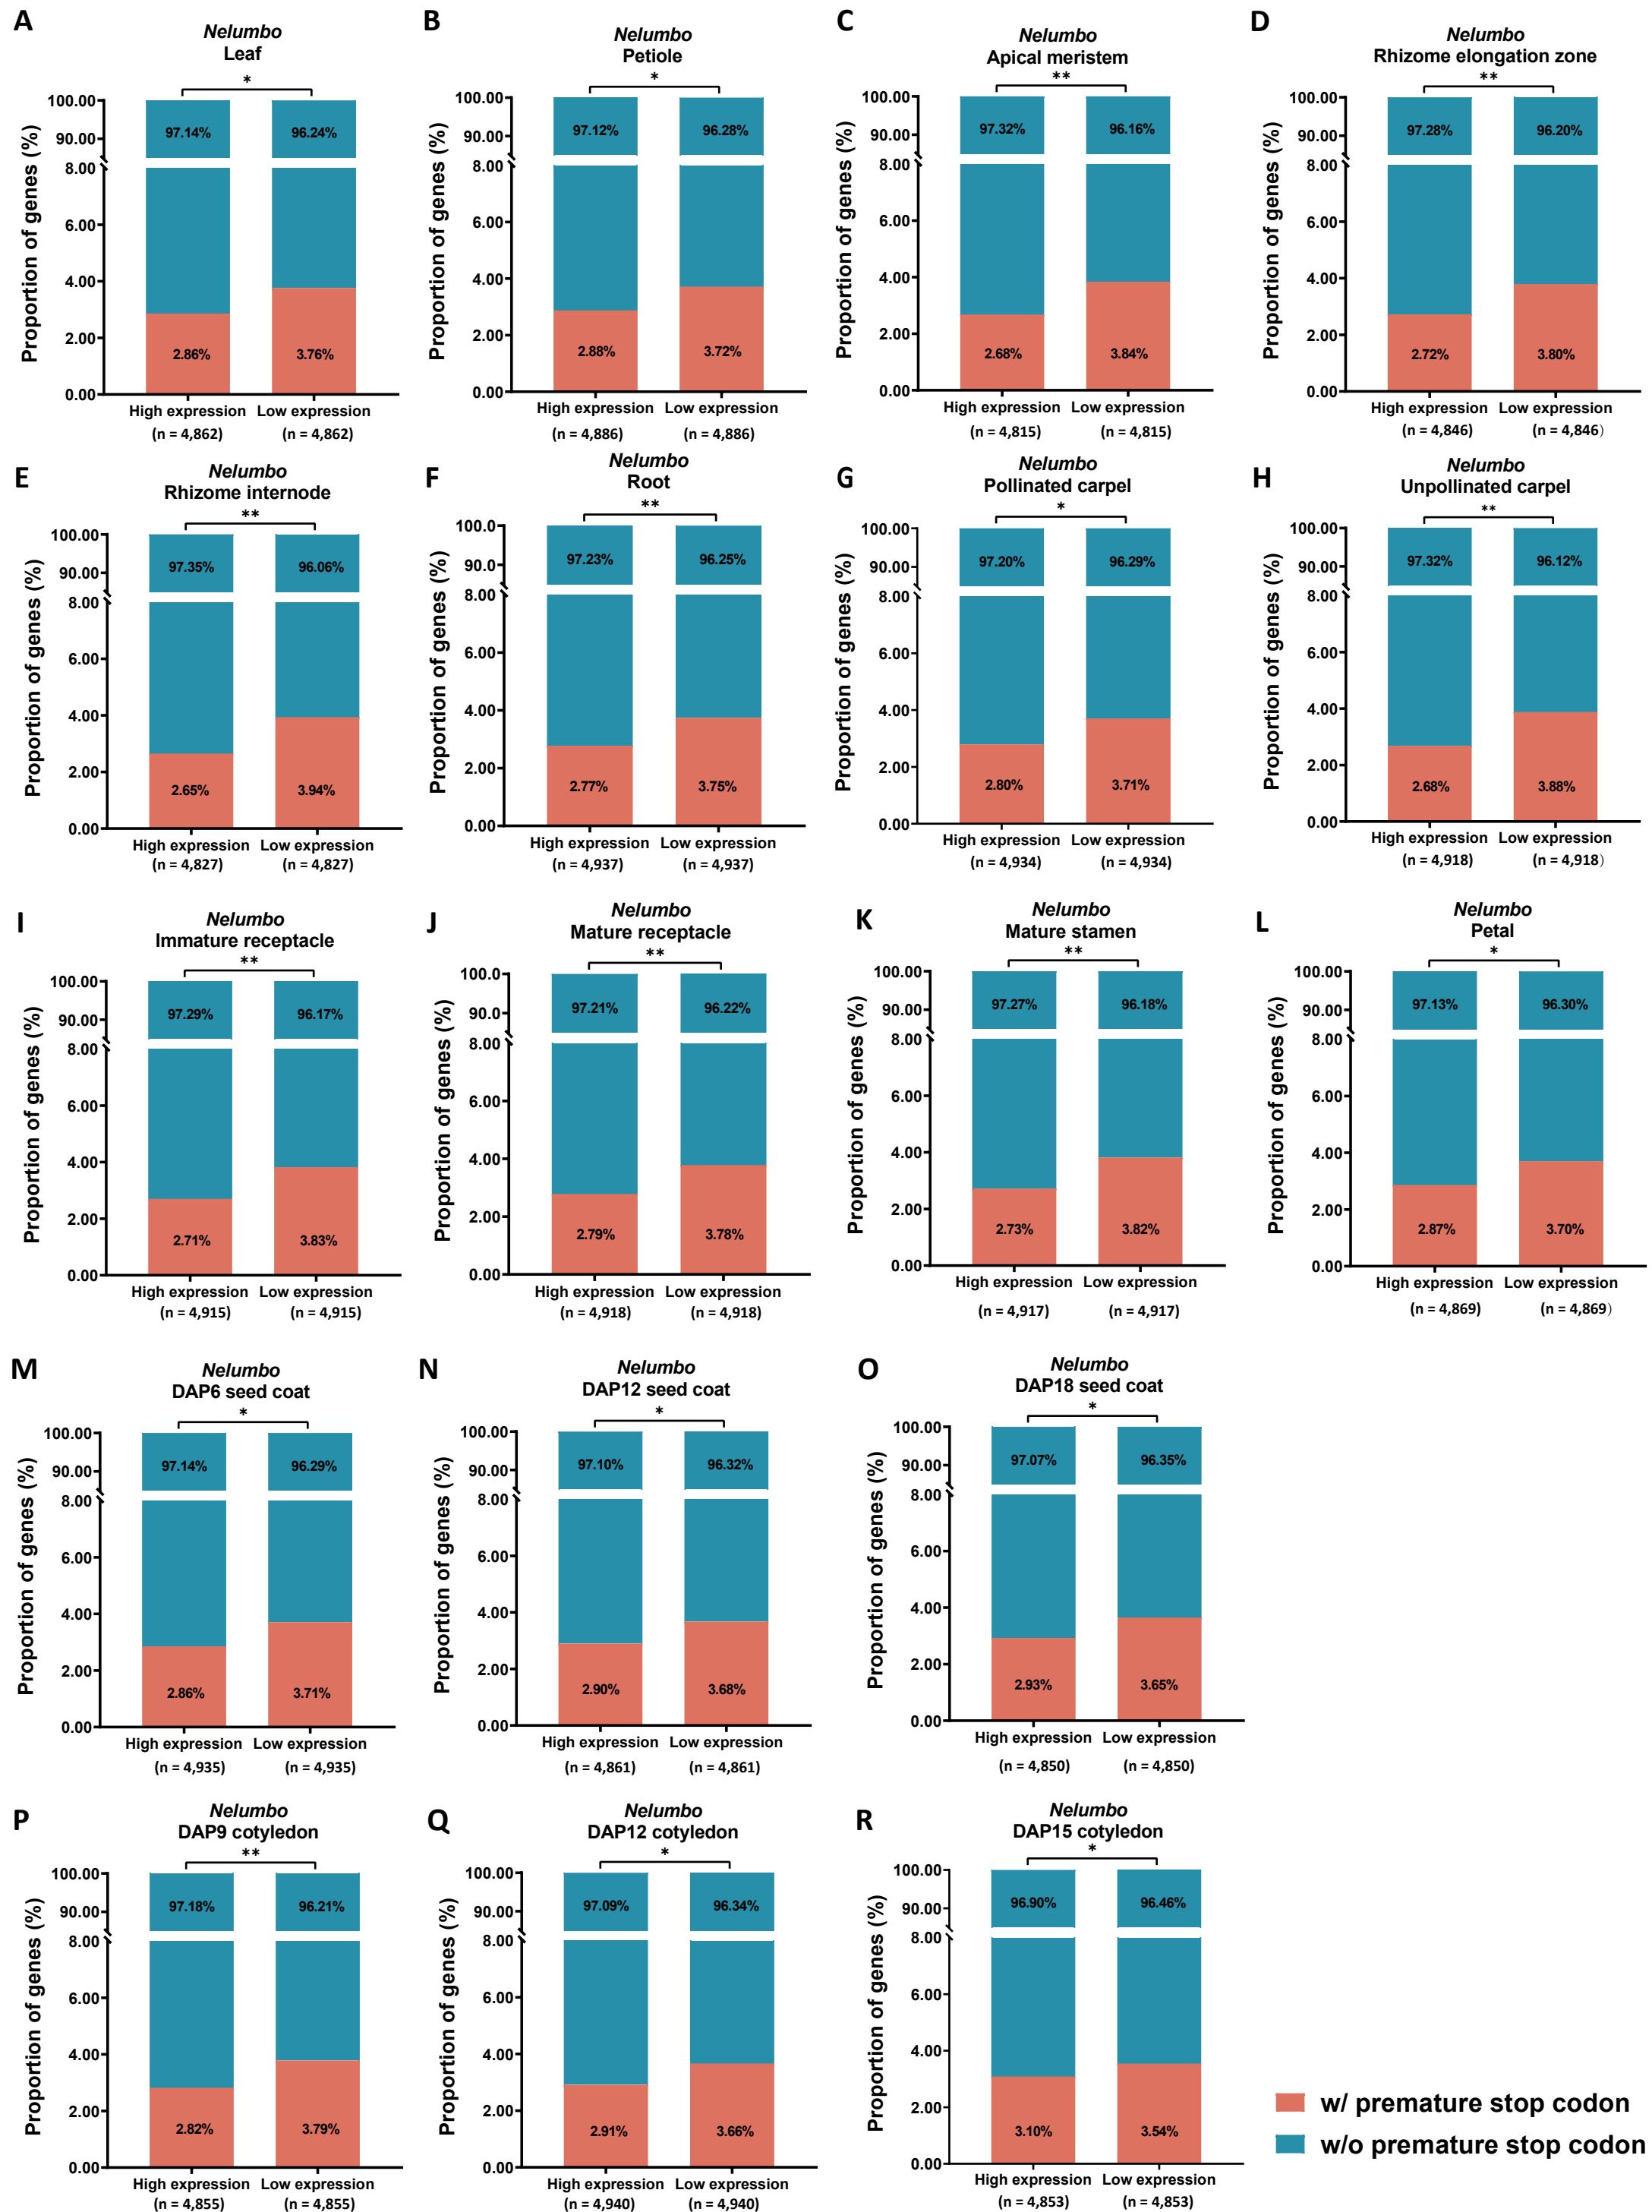 A
Nelumbo
Leaf
*
Proportion of genes (%)
100.00
90.00
8.00
6.00
4.00
2.00
0.00
97.14%
96.24%
2.86%
3.76%
High expression Low expression
(n = 4,862) (n = 4,862)
B
Nelumbo
Petiole
*
Proportion of genes (%)
100.00
90.00
8.00
6.00
4.00
2.00
0.00
97.12%
96.28%
2.88%
3.72%
High expression Low expression
(n = 4,886) (n = 4,886)
C
Nelumbo
Apical meristem
**
Proportion of genes (%)
100.00
90.00
8.00
6.00
4.00
2.00
0.00
97.32%
96.16%
2.68%
3.84%
High expression Low expression
(n = 4,815) (n = 4,815)
D
Nelumbo
Rhizome elongation zone
**
Proportion of genes (%)
100.00
90.00
8.00
6.00
4.00
2.00
0.00
97.28%
96.20%
2.72%
3.80%
High expression Low expression
(n = 4,846) (n = 4,846)
E
Nelumbo
Rhizome internode
**
Proportion of genes (%)
100.00
90.00
8.00
6.00
4.00
2.00
0.00
97.35%
96.06%
2.65%
3.94%
High expression Low expression
(n = 4,827) (n = 4,827)
F
Nelumbo
Root
**
Proportion of genes (%)
100.0
90.0
8.00
6.00
4.00
2.00
0.00
97.23%
96.25%
2.77%
3.75%
High expression Low expression
(n = 4,937) (n = 4,937)
G
Nelumbo
Pollinated carpel
*
Proportion of genes (%)
100.00
90.00
8.00
6.00
4.00
2.00
0.00
97.20%
96.29%
2.80%
3.71%
High expression Low expression
(n = 4,934) (n = 4,934)
H
Nelumbo
Unpollinated carpel
**
Proportion of genes (%)
100.00
90.00
8.00
6.00
4.00
2.00
0.00
97.32%
96.12%
2.68%
3.88%
High expression Low expression
(n = 4,918) (n = 4,918)
I
Nelumbo
Immature receptacle
**
Proportion of genes (%)
100.00
90.00
8.00
6.00
4.00
2.00
0.00
97.29%
96.17%
2.71%
3.83%
High expression Low expression
(n = 4,915) (n = 4,915)
J
Nelumbo
Mature receptacle
**
Proportion of genes (%)
100.0
90.0
8.00
6.00
4.00
2.00
0.00
97.21%
96.22%
2.79%
3.78%
High expression Low expression
(n = 4,918) (n = 4,918)
K
Nelumbo
Mature stamen
**
Proportion of genes (%)
100.00
90.00
8.00
6.00
4.00
2.00
0.00
97.27%
96.18%
2.73%
3.82%
High expression Low expression
(n = 4,917) (n = 4,917)
L
Nelumbo
Petal
*
Proportion of genes (%)
100.00
90.00
8.00
6.00
4.00
2.00
0.00
97.13%
96.30%
2.87%
3.70%
High expression Low expression
(n = 4,869) (n = 4,869)
M
Nelumbo
DAP6 seed coat
*
Proportion of genes (%)
100.00
90.00
8.00
6.00
4.00
2.00
0.00
97.14%
96.29%
2.86%
3.71%
High expression Low expression
(n = 4,935) (n = 4,935)
N
Nelumbo
DAP12 seed coat
*
Proportion of genes (%)
100.00
90.00
8.00
6.00
4.00
2.00
0.00
97.10%
96.32%
2.90%
3.68%
High expression Low expression
(n = 4,861) (n = 4,861)
O
Nelumbo
DAP18 seed coat
*
Proportion of genes (%)
100.00
90.00
8.00
6.00
4.00
2.00
0.00
97.07%
96.35%
2.93%
3.65%
High expression Low expression
(n = 4,850) (n = 4,850)
P
Nelumbo
DAP9 cotyledon
**
Proportion of genes (%)
100.00
90.00
8.00
6.00
4.00
2.00
0.00
97.18%
96.21%
2.82%
3.79%
High expression Low expression
(n = 4,855) (n = 4,855)
Q
Nelumbo
DAP12 cotyledon
*
Proportion of genes (%)
100.00
90.00
8.00
6.00
4.00
2.00
0.00
97.09%
96.34%
2.91%
3.66%
High expression Low expression
(n = 4,940) (n = 4,940)
R
Nelumbo
DAP15 cotyledon
*
Proportion of genes (%)
100.00
90.00
8.00
6.00
4.00
2.00
0.00
96.90%
96.46%
3.10%
3.54%
High expression Low expression
(n = 4,853) (n = 4,853)
w/ premature stop codon
w/o premature stop codon